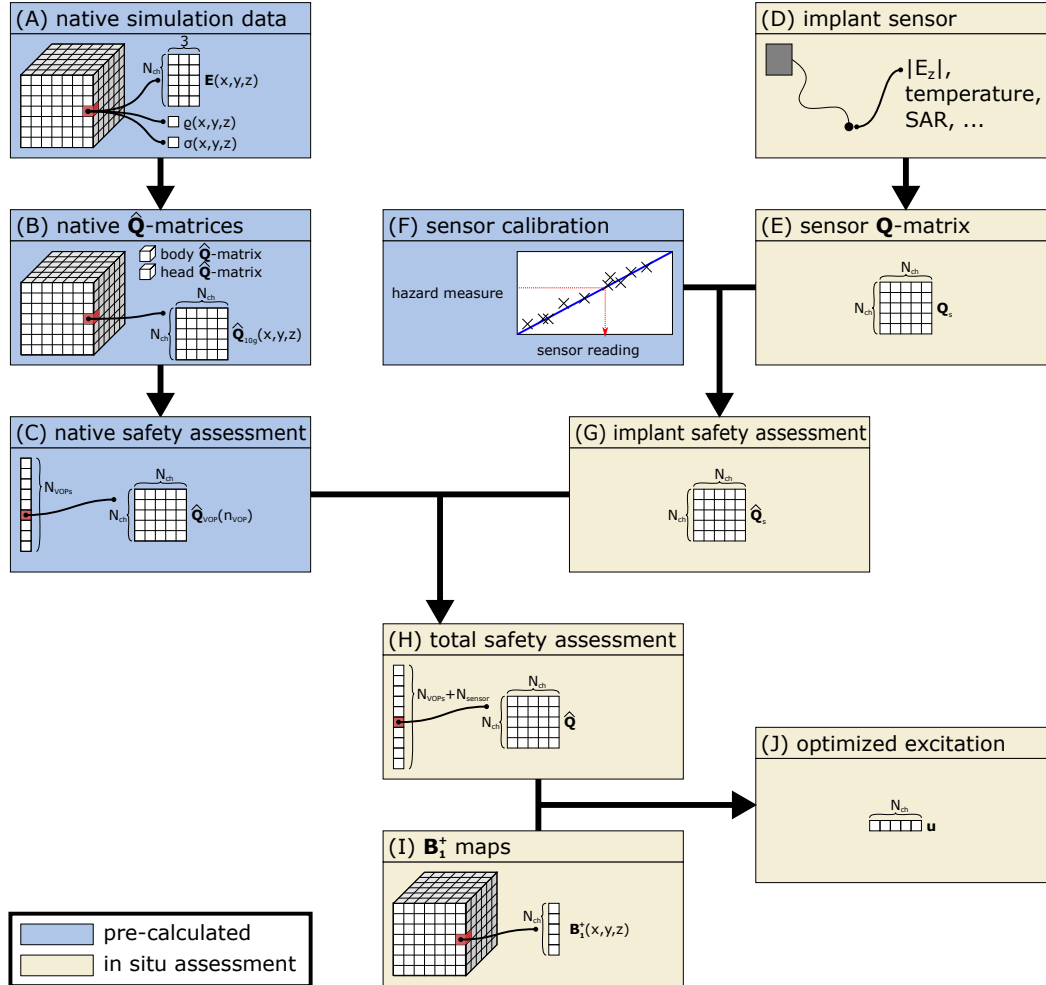 (A) native simulation data
3
N_ch
E(x,y,z)
ϱ(x,y,z)
σ(x,y,z)
(D) implant sensor
|E_z|,
temperature,
SAR, ...
(B) native Q̂-matrices
body Q̂-matrix
head Q̂-matrix
N_ch
N_ch
Q̂_10g(x,y,z)
(F) sensor calibration
hazard measure
sensor reading
(E) sensor Q-matrix
N_ch
N_ch
Q_s
(C) native safety assessment
N_VOPs
N_ch
N_ch
Q̂_VOP(n_VOP)
(G) implant safety assessment
N_ch
N_ch
Q̂_s
(H) total safety assessment
N_VOPs+N_sensor
N_ch
N_ch
Q̂
(J) optimized excitation
N_ch
u
(I) B₁⁺ maps
N_ch
B₁⁺(x,y,z)
pre-calculated
in situ assessment